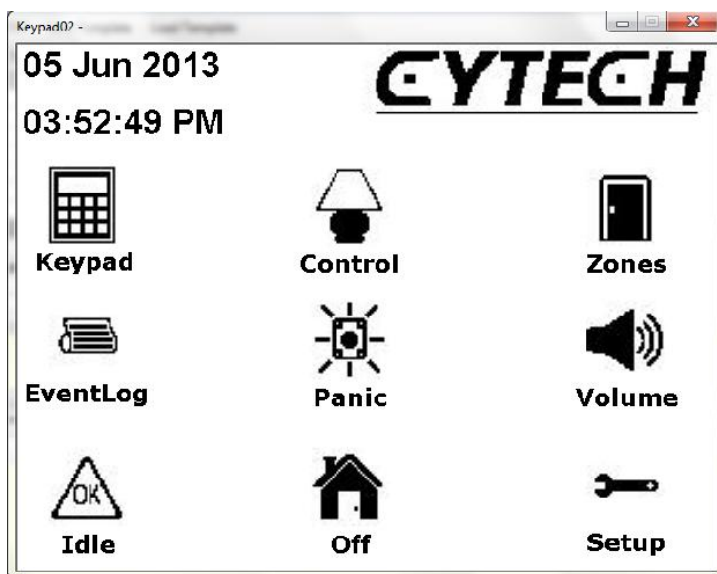 Keypad02 -
05 Jun 2013
CYTECH
03:52:49 PM
Keypad
Control
Zones
EventLog
Panic
Volume
OK
Idle
Off
Setup